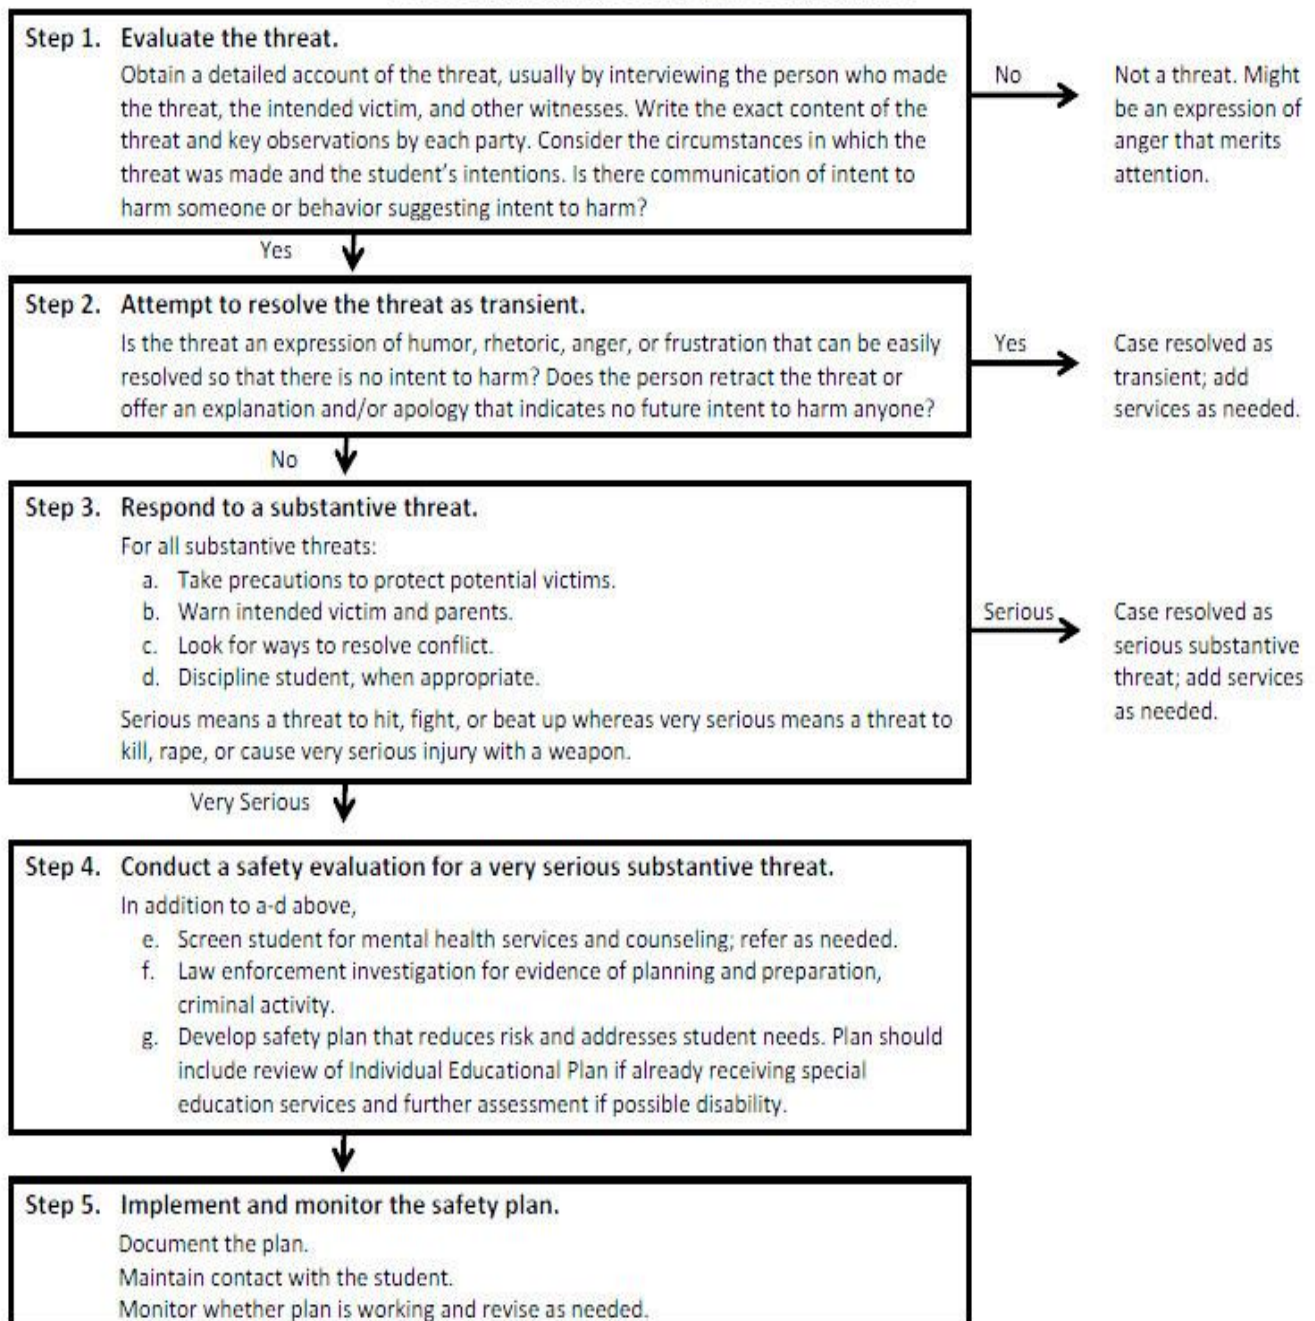 Step 1. Evaluate the threat.
Obtain a detailed account of the threat, usually by interviewing the person who made
the threat, the intended victim, and other witnesses. Write the exact content of the
threat and key observations by each party. Consider the circumstances in which the
threat was made and the student's intentions. Is there communication of intent to
harm someone or behavior suggesting intent to harm?
No
Not a threat. Might
be an expression of
anger that merits
attention.
Yes
Step 2. Attempt to resolve the threat as transient.
Is the threat an expression of humor, rhetoric, anger, or frustration that can be easily
resolved so that there is no intent to harm? Does the person retract the threat or
offer an explanation and/or apology that indicates no future intent to harm anyone?
Yes
Case resolved as
transient; add
services as needed.
No
Step 3. Respond to a substantive threat.
For all substantive threats:
a. Take precautions to protect potential victims.
b. Warn intended victim and parents.
c. Look for ways to resolve conflict.
d. Discipline student, when appropriate.
Serious means a threat to hit, fight, or beat up whereas very serious means a threat to
kill, rape, or cause very serious injury with a weapon.
Serious
Case resolved as
serious substantive
threat; add services
as needed.
Very Serious
Step 4. Conduct a safety evaluation for a very serious substantive threat.
In addition to a-d above,
e. Screen student for mental health services and counseling; refer as needed.
f. Law enforcement investigation for evidence of planning and preparation,
criminal activity.
g. Develop safety plan that reduces risk and addresses student needs. Plan should
include review of Individual Educational Plan if already receiving special
education services and further assessment if possible disability.
Step 5. Implement and monitor the safety plan.
Document the plan.
Maintain contact with the student.
Monitor whether plan is working and revise as needed.